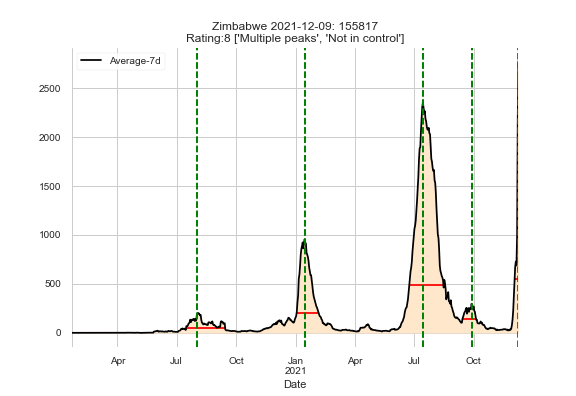 Zimbabwe 2021-12-09: 155817
Rating:8 ['Multiple peaks', 'Not in control']
Average-7d
2500
2000
1500
1000
500
0
Apr Jul Oct Jan Apr Jul Oct
2021
Date